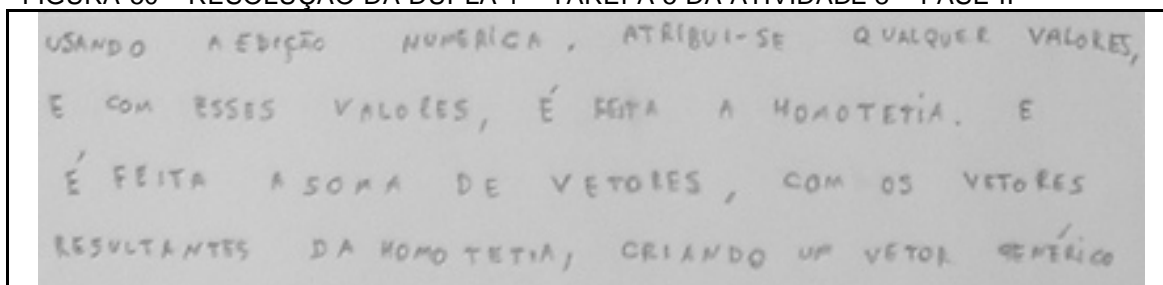 USANDO A EDIÇÃO NUMÉRICA, ATRIBUI-SE QUALQUER VALORES,
E COM ESSES VALORES, É FEITA A HOMOTETIA. E
É FEITA A SOMA DE VETORES, COM OS VETORES
RESULTANTES DA HOMOTETIA, CRIANDO UM VETOR GENÉRICO